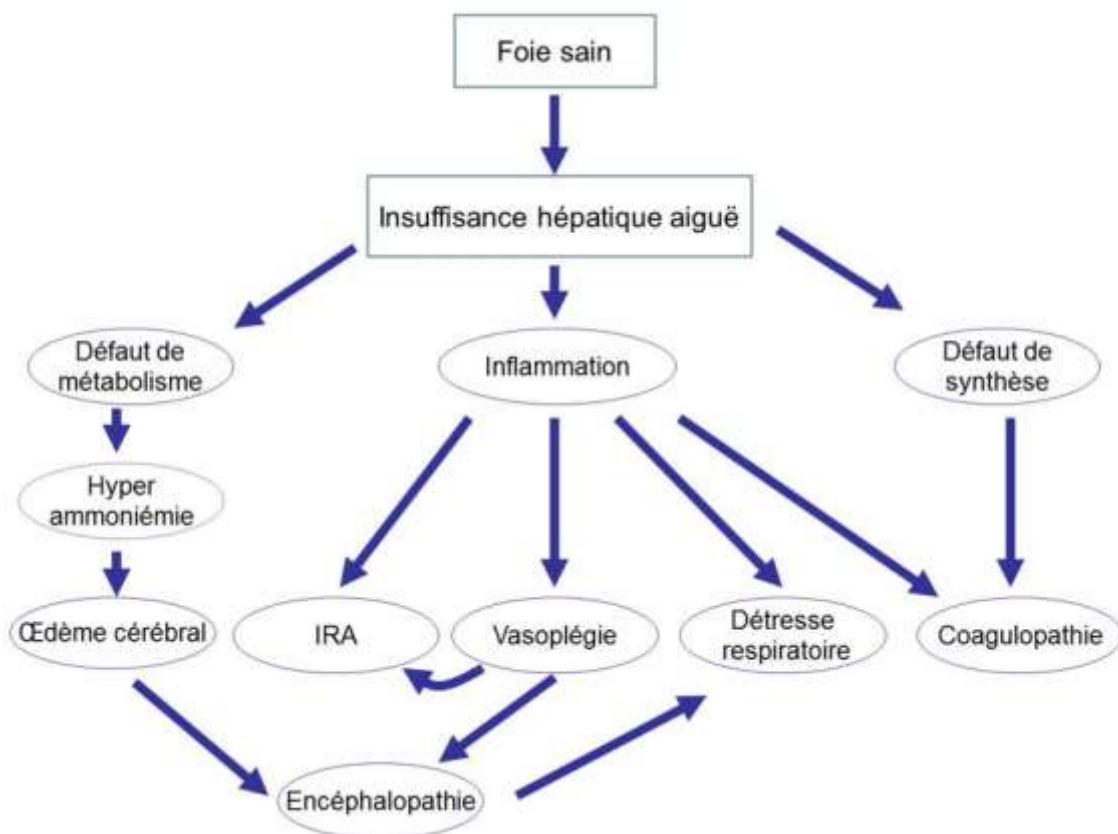 Foie sain
Insuffisance hépatique aiguë
Défaut de
métabolisme
Inflammation
Défaut de
synthèse
Hyper
ammoniémie
Œdème cérébral
IRA
Vasoplégie
Détresse
respiratoire
Coagulopathie
Encéphalopathie